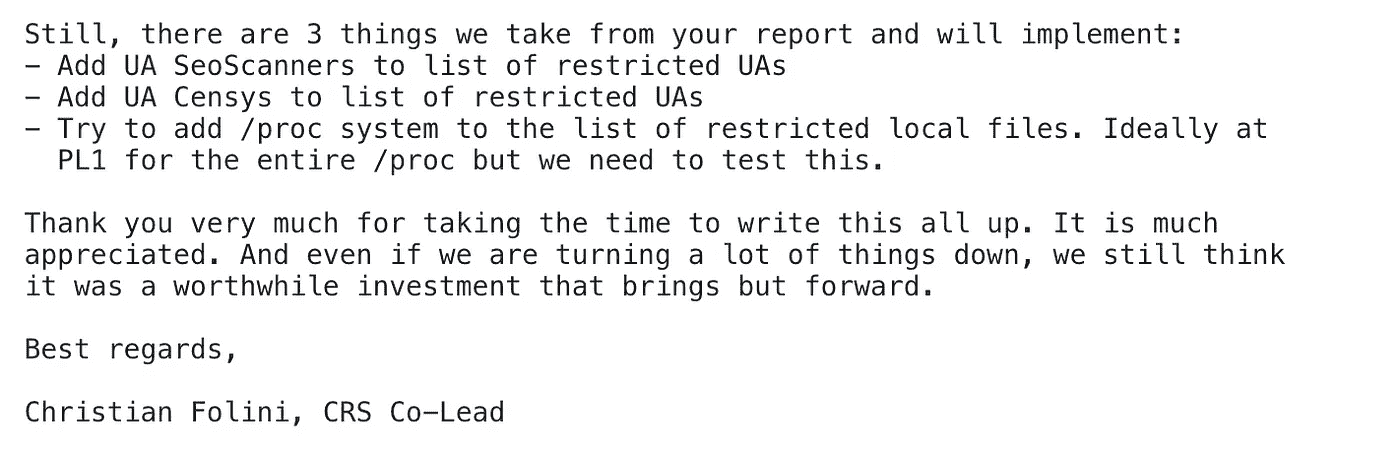 Still, there are 3 things we take from your report and will implement:
– Add UA SeoScanners to list of restricted UAs
– Add UA Censys to list of restricted UAs
– Try to add /proc system to the list of restricted local files. Ideally at
PL1 for the entire /proc but we need to test this.
Thank you very much for taking the time to write this all up. It is much
appreciated. And even if we are turning a lot of things down, we still think
it was a worthwhile investment that brings but forward.
Best regards,
Christian Folini, CRS Co–Lead